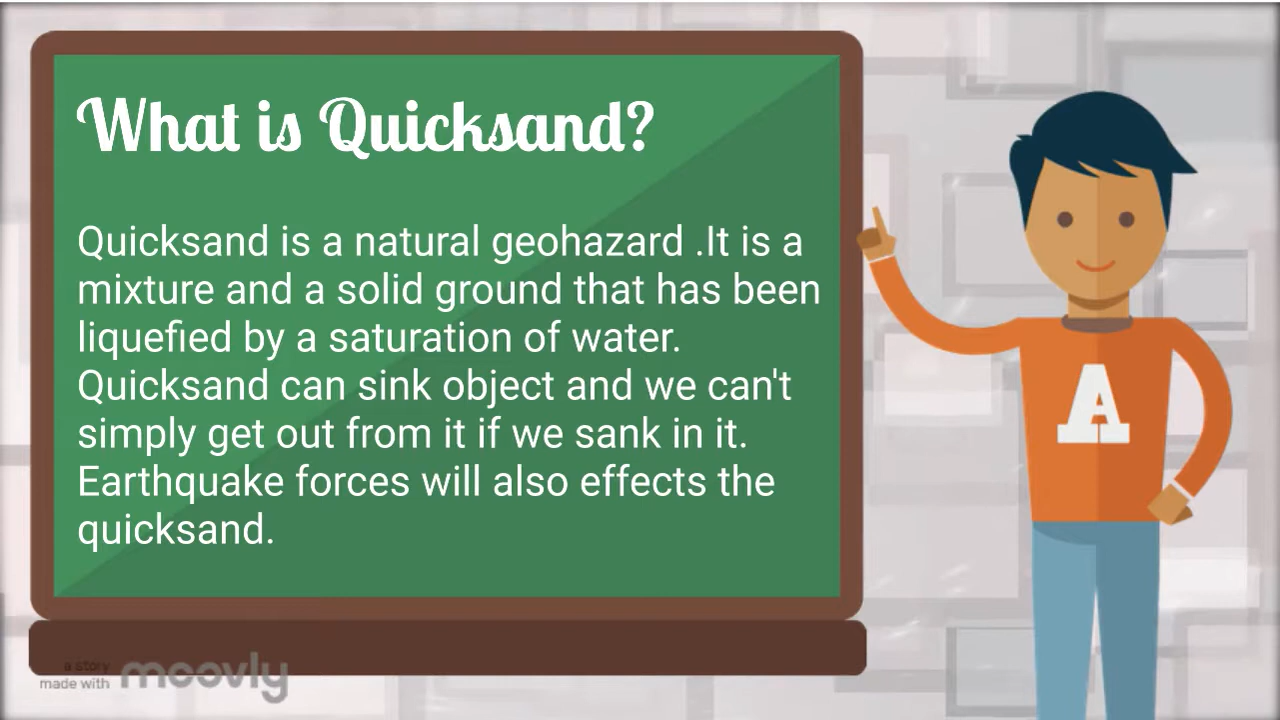 What is Quicksand?
Quicksand is a natural geohazard .It is a
mixture and a solid ground that has been
liquefied by a saturation of water.
Quicksand can sink object and we can't
simply get out from it if we sank in it.
Earthquake forces will also effects the
quicksand.
A
a story
made with moovly